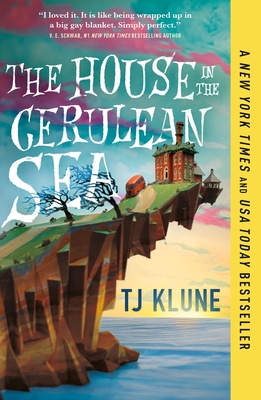 "I loved it. It is like being wrapped up in
a big gay blanket. Simply perfect."
V. E. SCHWAB, #1 NEW YORK TIMES BESTSELLING AUTHOR
THE HOUSE IN THE
CERULEAN
SEA
TJ KLUNE
A NEW YORK TIMES AND USA TODAY BESTSELLER